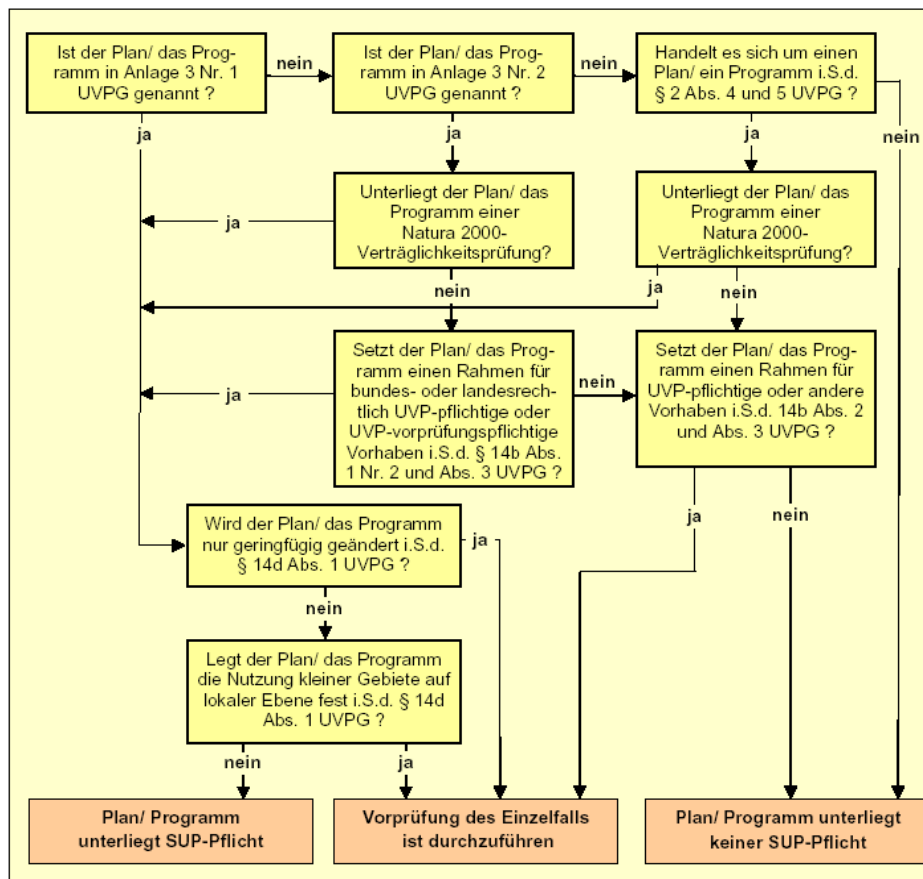 Ist der Plan/ das Pro-
gramm in Anlage 3 Nr. 1
UVPG genannt ?
nein
Ist der Plan/ das Pro-
gramm in Anlage 3 Nr. 2
UVPG genannt ?
nein
Handelt es sich um einen
Plan/ ein Programm i.S.d.
§ 2 Abs. 4 und 5 UVPG ?
ja
ja
ja
nein
Unterliegt der Plan/ das
Programm einer
Natura 2000-
Verträglichkeitsprüfung?
ja
Unterliegt der Plan/ das
Programm einer
Natura 2000-
Verträglichkeitsprüfung?
nein
ja
nein
Setzt der Plan/ das Pro-
gramm einen Rahmen für
bundes- oder landesrech-
tlich UVP-pflichtige oder
UVP-vorprüfungspflichtige
Vorhaben i.S.d. § 14b Abs.
1 Nr. 2 und Abs. 3 UVPG ?
ja
nein
Setzt der Plan/ das Pro-
gramm einen Rahmen für
UVP-pflichtige oder andere
Vorhaben i.S.d. 14b Abs. 2
und Abs. 3 UVPG ?
ja
nein
Wird der Plan/ das Programm
nur geringfügig geändert i.S.d.
§ 14d Abs. 1 UVPG ?
ja
nein
Legt der Plan/ das Programm
die Nutzung kleiner Gebiete auf
lokaler Ebene fest i.S.d. § 14d
Abs. 1 UVPG ?
nein
ja
Plan/ Programm
unterliegt SUP-Pflicht
Vorprüfung des Einzelfalls
ist durchzuführen
Plan/ Programm unterliegt
keiner SUP-Pflicht